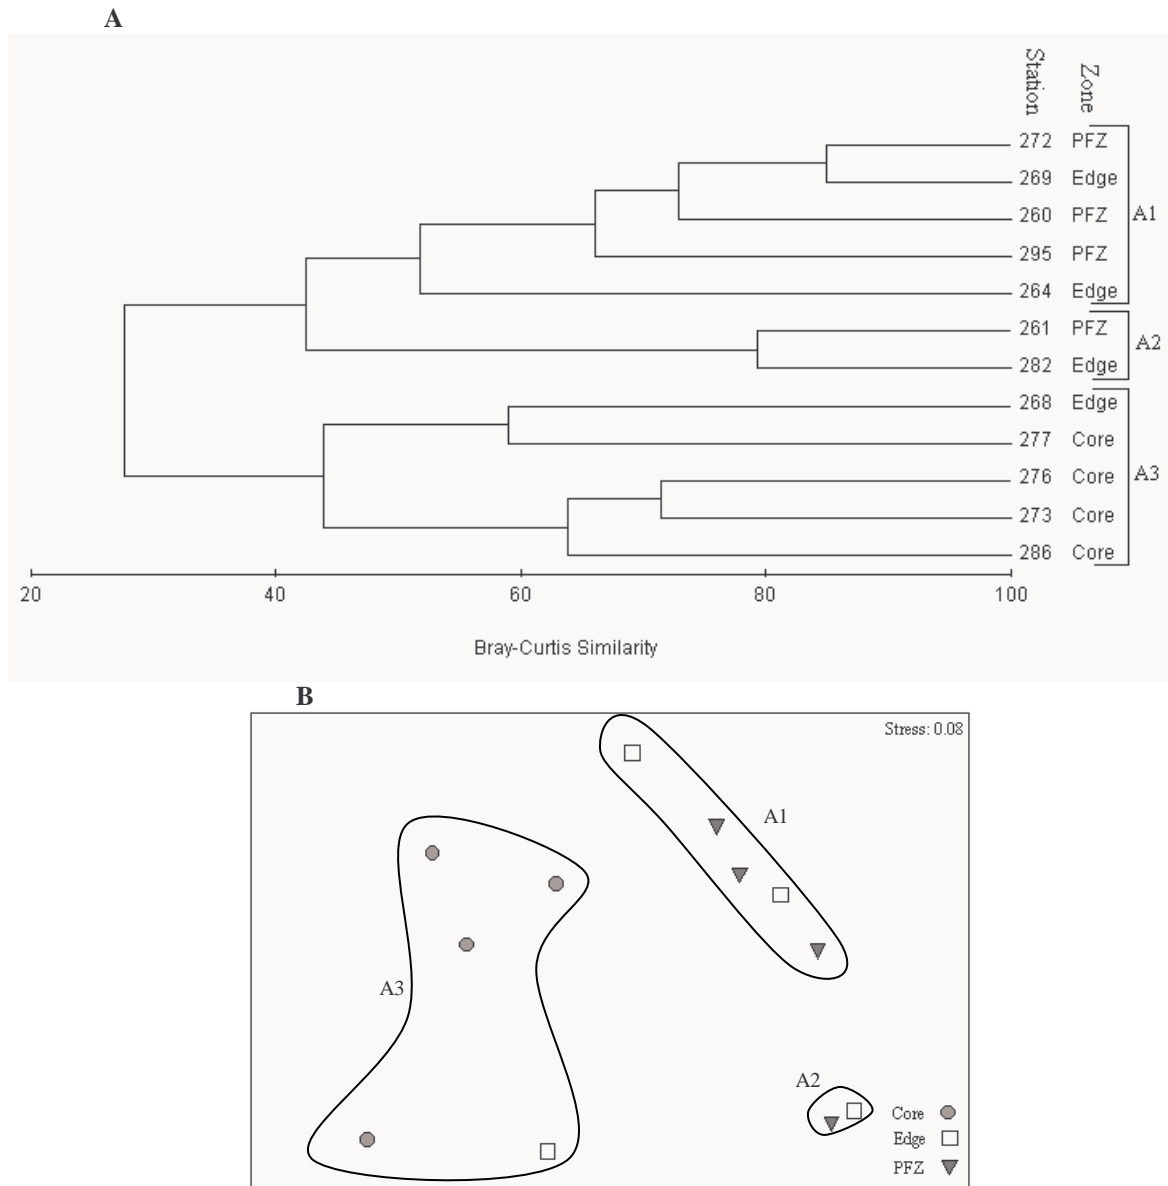 A
Station Zone
272 PFZ
269 Edge
260 PFZ
A1
295 PFZ
264 Edge
261 PFZ
A2
282 Edge
268 Edge
277 Core
276 Core
A3
273 Core
286 Core
20 40 60 80 100
Bray-Curtis Similarity
B
Stress: 0.08
A1
A3
A2
Core
Edge
PFZ